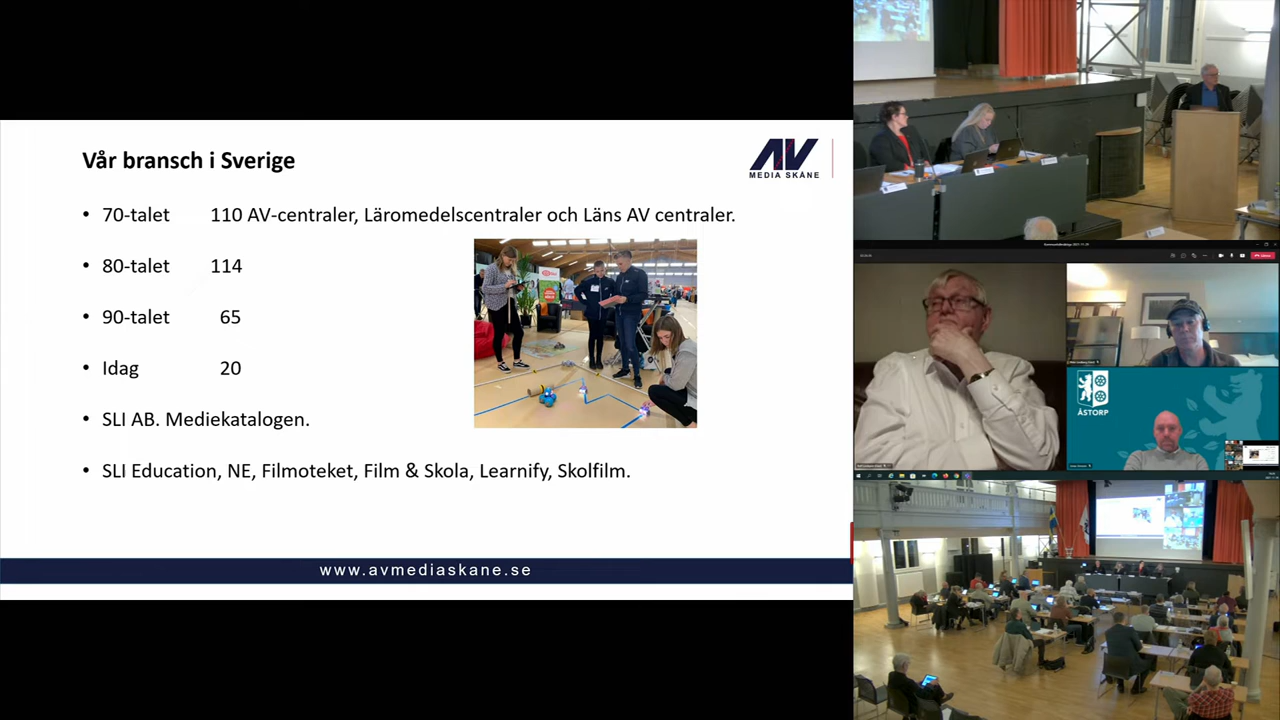 Vår bransch i Sverige
AV
MEDIA SKÅNE
• 70-talet 110 AV-centraler, Läromedelscentraler och Läns AV centraler.
• 80-talet 114
• 90-talet 65
• Idag 20
• SLI AB. Mediekatalogen.
• SLI Education, NE, Filmoteket, Film & Skola, Learnify, Skolfilm.
www.avmediaskane.se
ÅSTORP